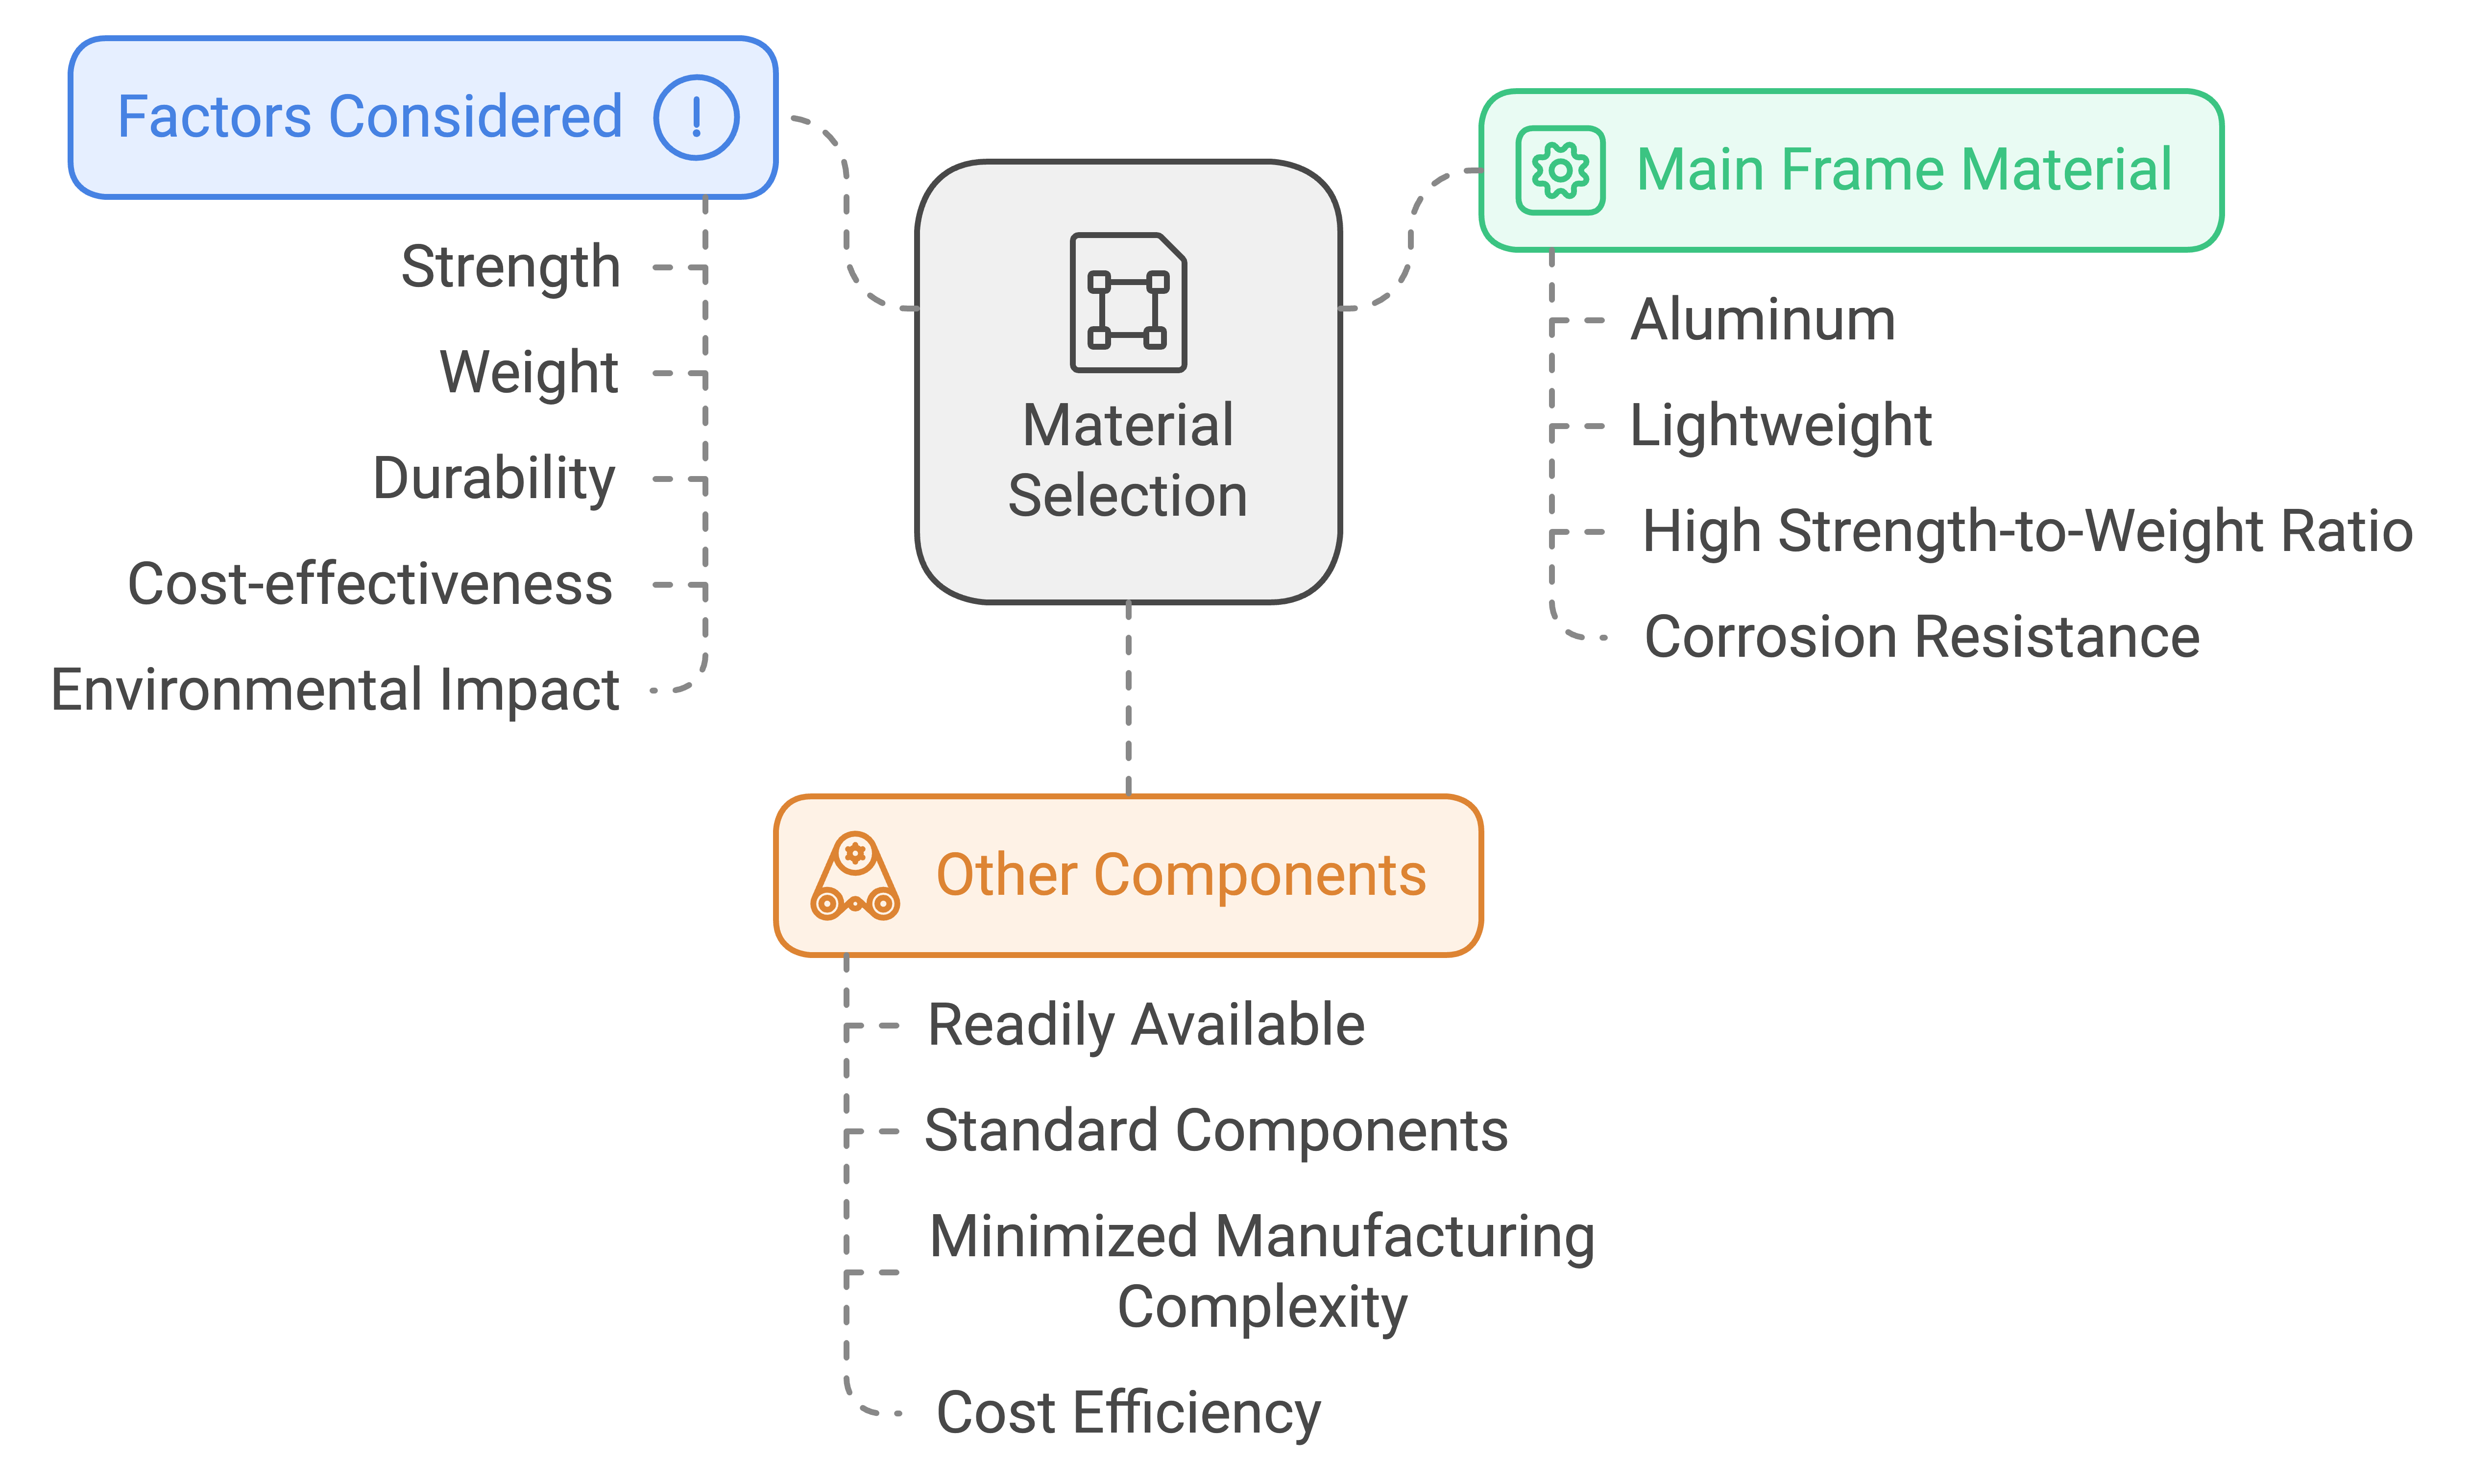 Factors Considered
Strength
Weight
Durability
Cost-effectiveness
Environmental Impact
Material
Selection
Main Frame Material
Aluminum
Lightweight
High Strength-to-Weight Ratio
Corrosion Resistance
Other Components
Readily Available
Standard Components
Minimized Manufacturing
Complexity
Cost Efficiency